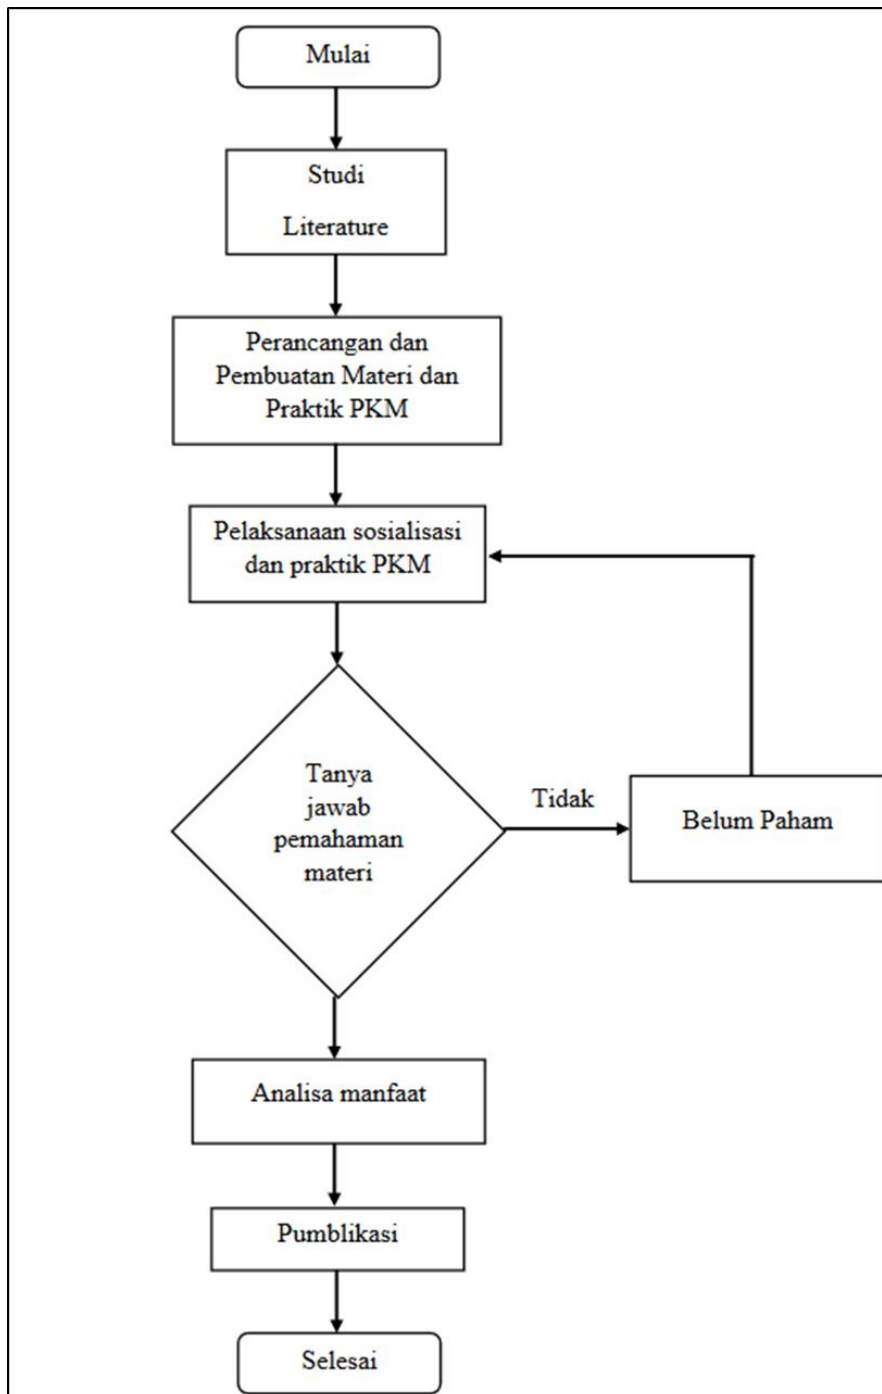 Mulai
Studi
Literature
Perancangan dan
Pembuatan Materi dan
Praktik PKM
Pelaksanaan sosialisasi
dan praktik PKM
Tanya
jawab
pemahaman
materi
Tidak
Belum Paham
Analisa manfaat
Pumblikasi
Selesai